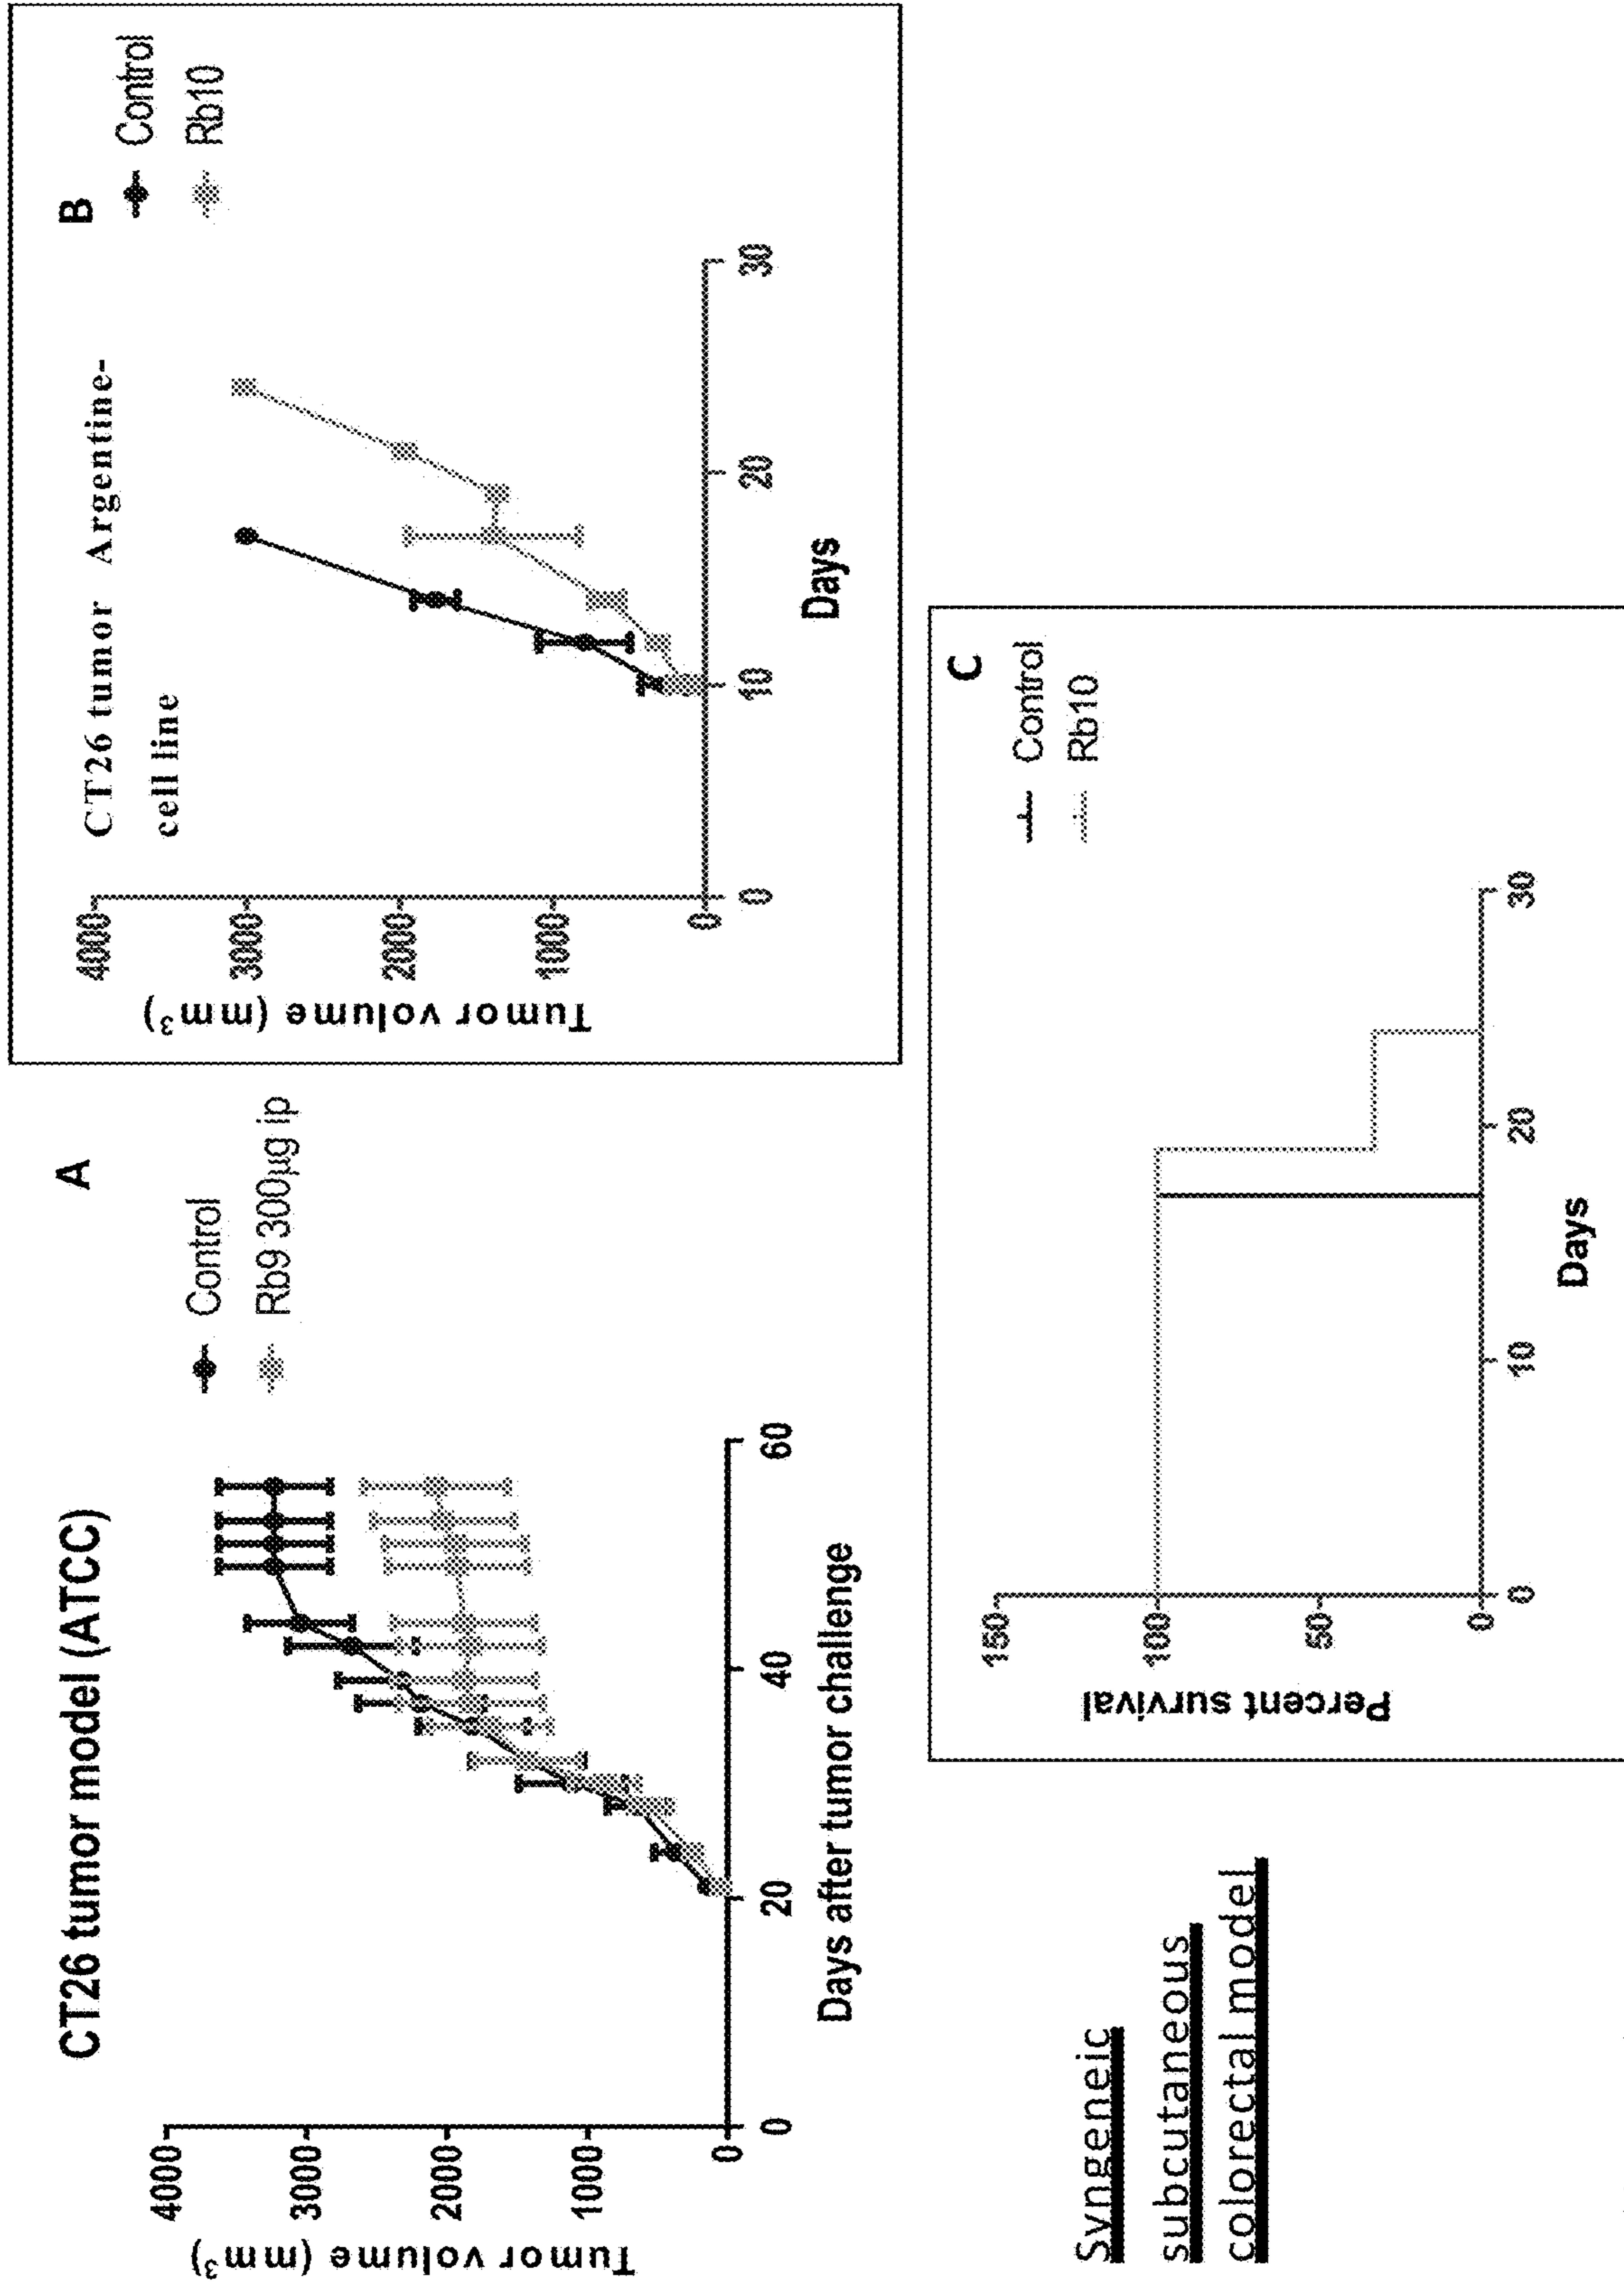 CT26 tumor model (ATCC)
A
Control
Rb9 300µg ip
Tumor volume (mm³)
4000
3000
2000
1000
0
0
20
40
60
Days after tumor challenge
B
CT26 tumor Argentine-
cell line
Control
Rb10
Tumor volume (mm³)
4000
3000
2000
1000
0
0
10
20
30
Days
Syngeneic
subcutaneous
colorectal model
C
Control
Rb10
Percent survival
150
100
50
0
0
10
20
30
Days